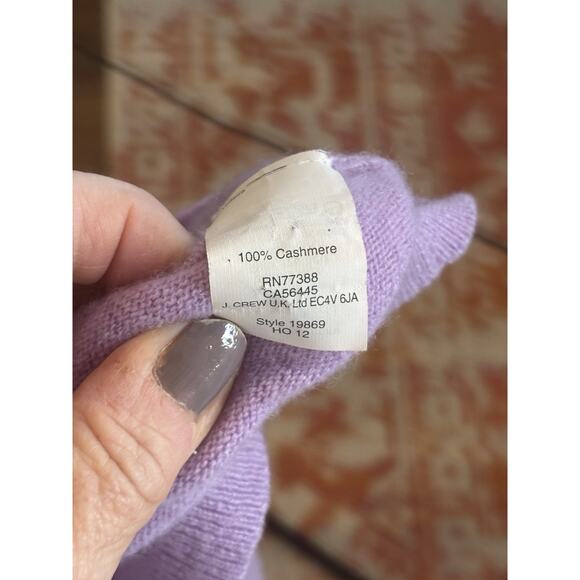 100% Cashmere
RN77388
CA56445
J. CREW U.K. Ltd EC4V 6JA
Style 19869
HO 12